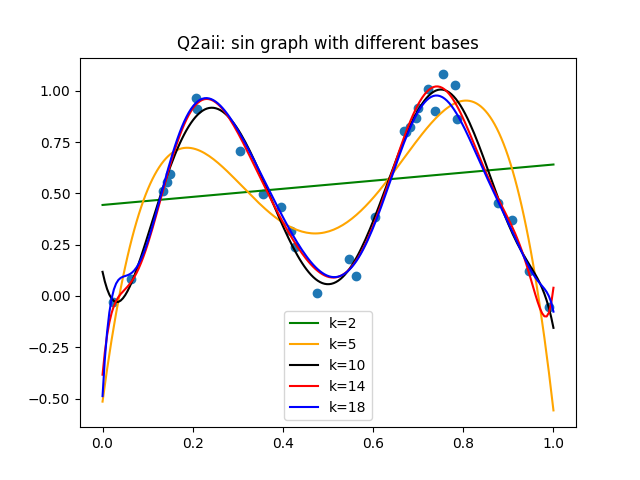 Q2aii: sin graph with different bases
1.00
0.75
0.50
0.25
0.00
−0.25
−0.50
k=2
k=5
k=10
k=14
k=18
0.0 0.2 0.4 0.6 0.8 1.0